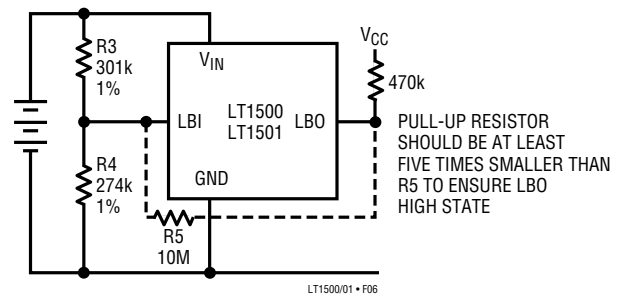 R3
301k
1%
V_IN
V_CC
470k
LBI
LT1500
LT1501
LBO
PULL-UP RESISTOR
SHOULD BE AT LEAST
FIVE TIMES SMALLER THAN
R5 TO ENSURE LBO
HIGH STATE
R4
274k
1%
GND
R5
10M
LT1500/01 • F06